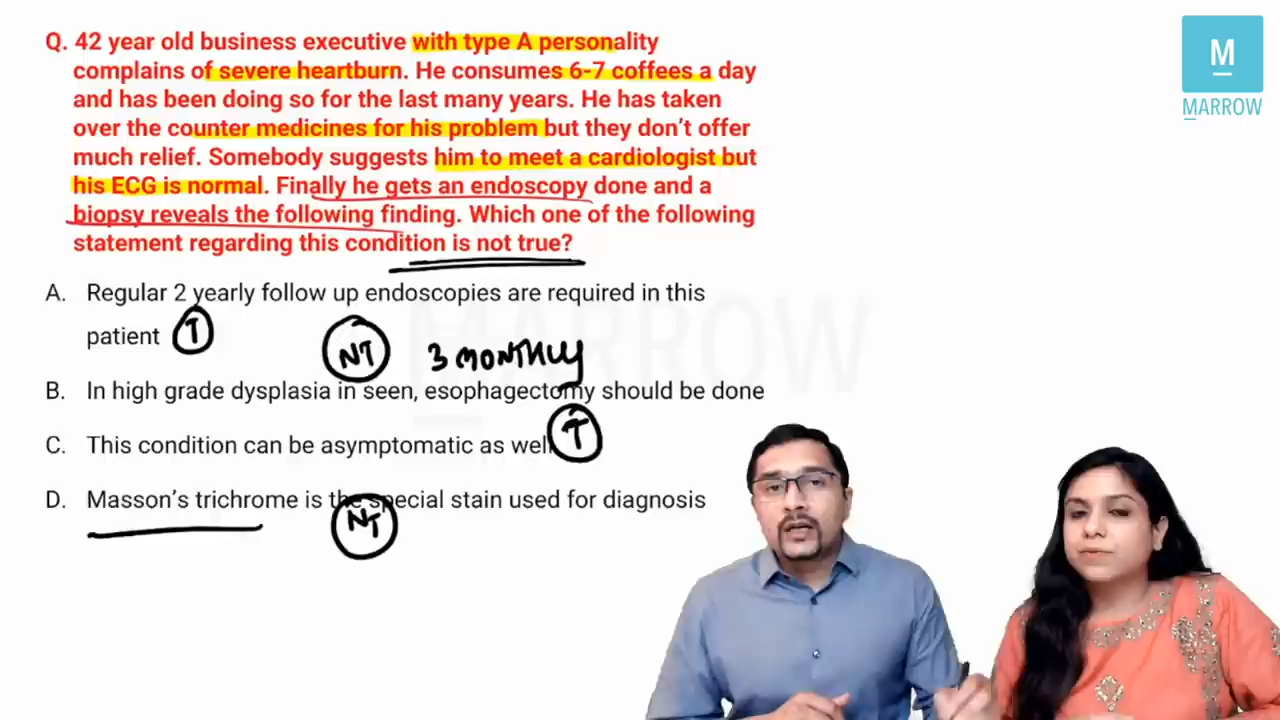 Q. 42 year old business executive with type A personality
complains of severe heartburn. He consumes 6-7 coffees a day
and has been doing so for the last many years. He has taken
over the counter medicines for his problem but they don't offer
much relief. Somebody suggests him to meet a cardiologist but
his ECG is normal. Finally he gets an endoscopy done and a
biopsy reveals the following finding. Which one of the following
statement regarding this condition is not true?
M
MARROW
A. Regular 2 yearly follow up endoscopies are required in this
patient T
NT 3 MONTHLY
B. In high grade dysplasia in seen, esophagectomy should be done
T
C. This condition can be asymptomatic as well
D. Masson's trichrome is the special stain used for diagnosis
NT
MARROW